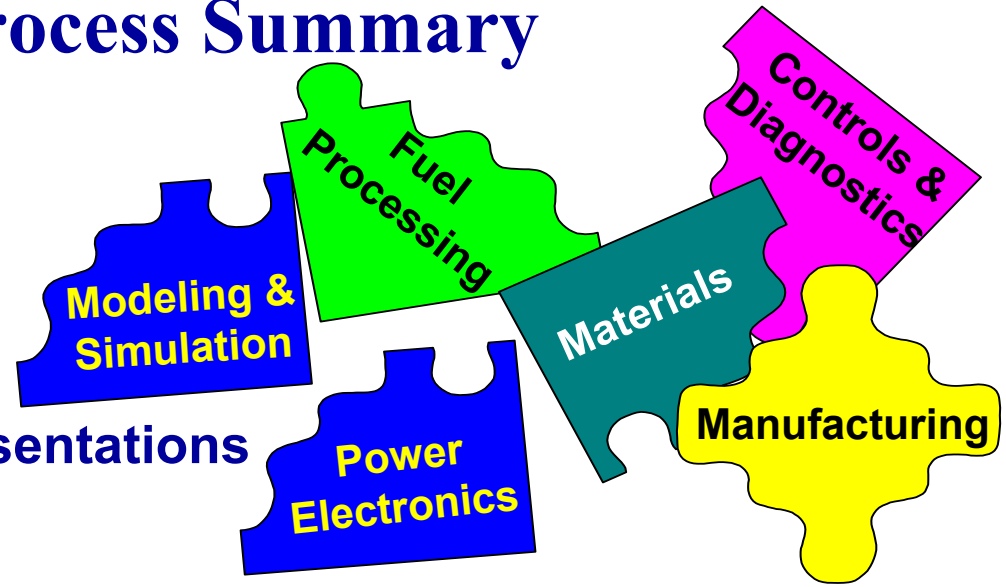 rocess Summary
Controls &
Diagnostics
Fuel
Processing
Modeling &
Simulation
Materials
Manufacturing
sentations
Power
Electronics